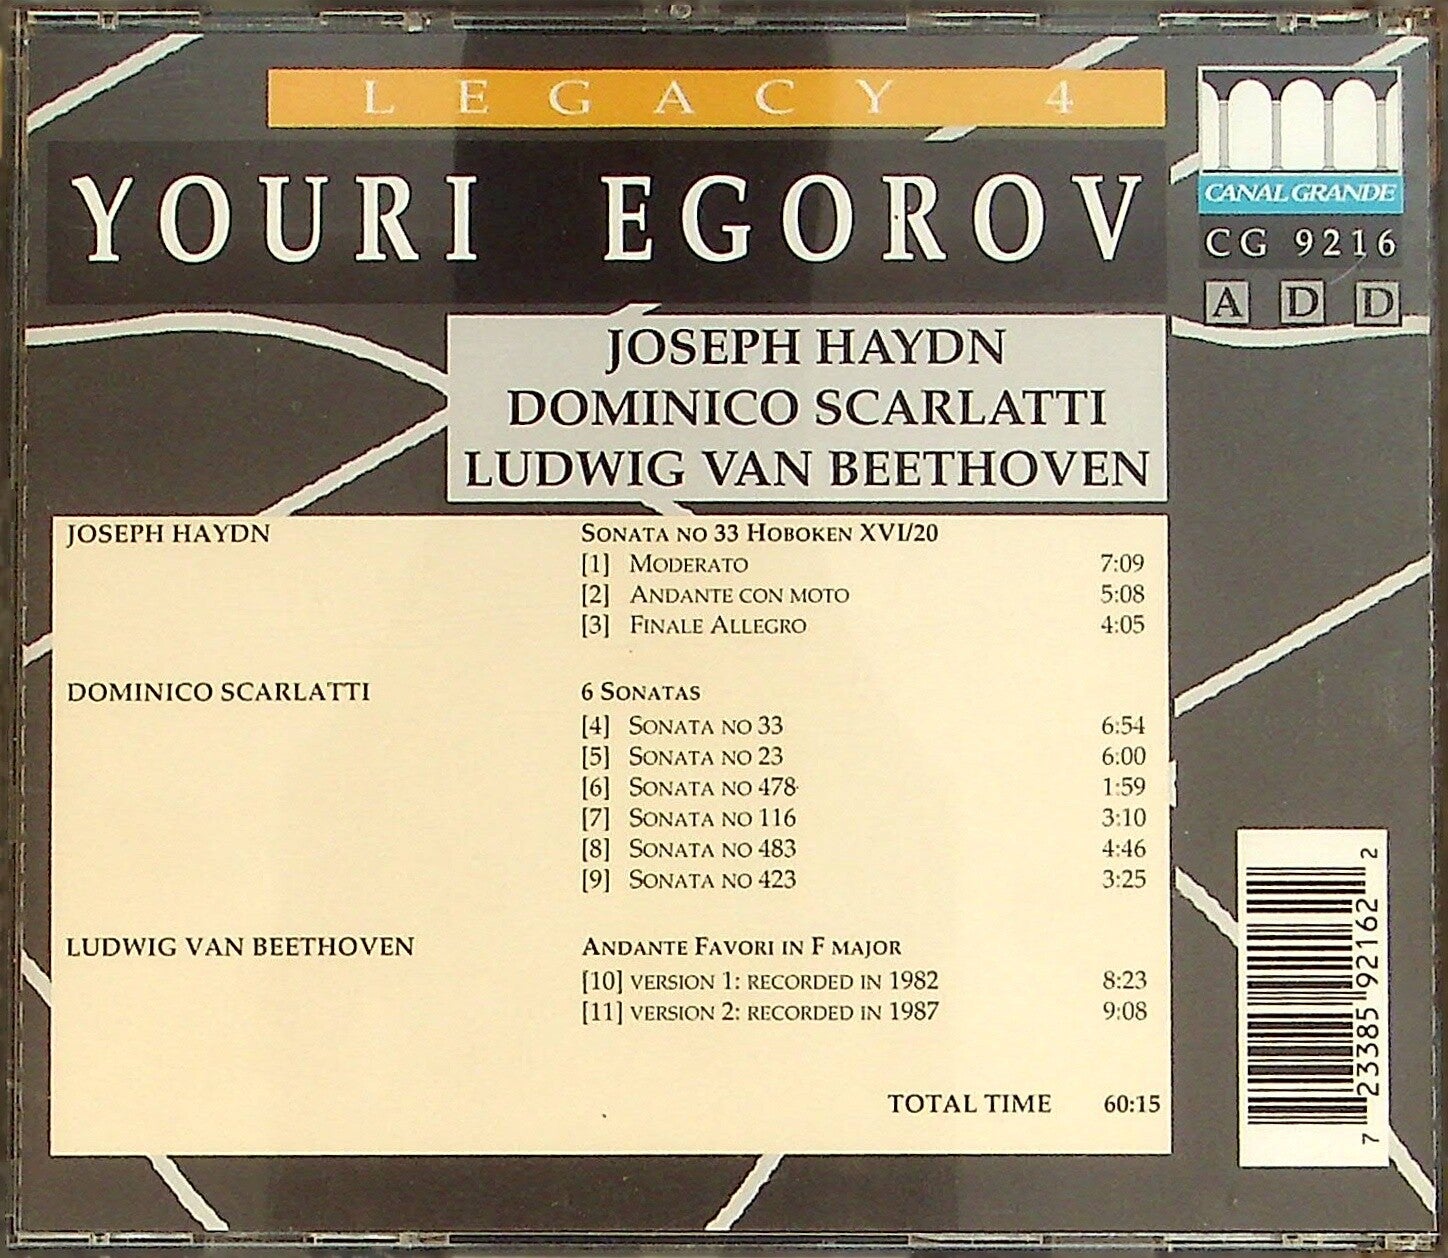 LEGACY 4
YOURI EGOROV
CANAL GRANDE
CG 9216
A D D
JOSEPH HAYDN
DOMINICO SCARLATTI
LUDWIG VAN BEETHOVEN
JOSEPH HAYDN SONATA NO 33 HOBOKEN XVI/20
[1] MODERATO 7:09
[2] ANDANTE CON MOTO 5:08
[3] FINALE ALLEGRO 4:05
DOMINICO SCARLATTI 6 SONATAS
[4] SONATA NO 33 6:54
[5] SONATA NO 23 6:00
[6] SONATA NO 478 1:59
[7] SONATA NO 116 3:10
[8] SONATA NO 483 4:46
[9] SONATA NO 423 3:25
LUDWIG VAN BEETHOVEN ANDANTE FAVORI IN F MAJOR
[10] VERSION 1: RECORDED IN 1982 8:23
[11] VERSION 2: RECORDED IN 1987 9:08
TOTAL TIME 60:15
7 23385 92162 2